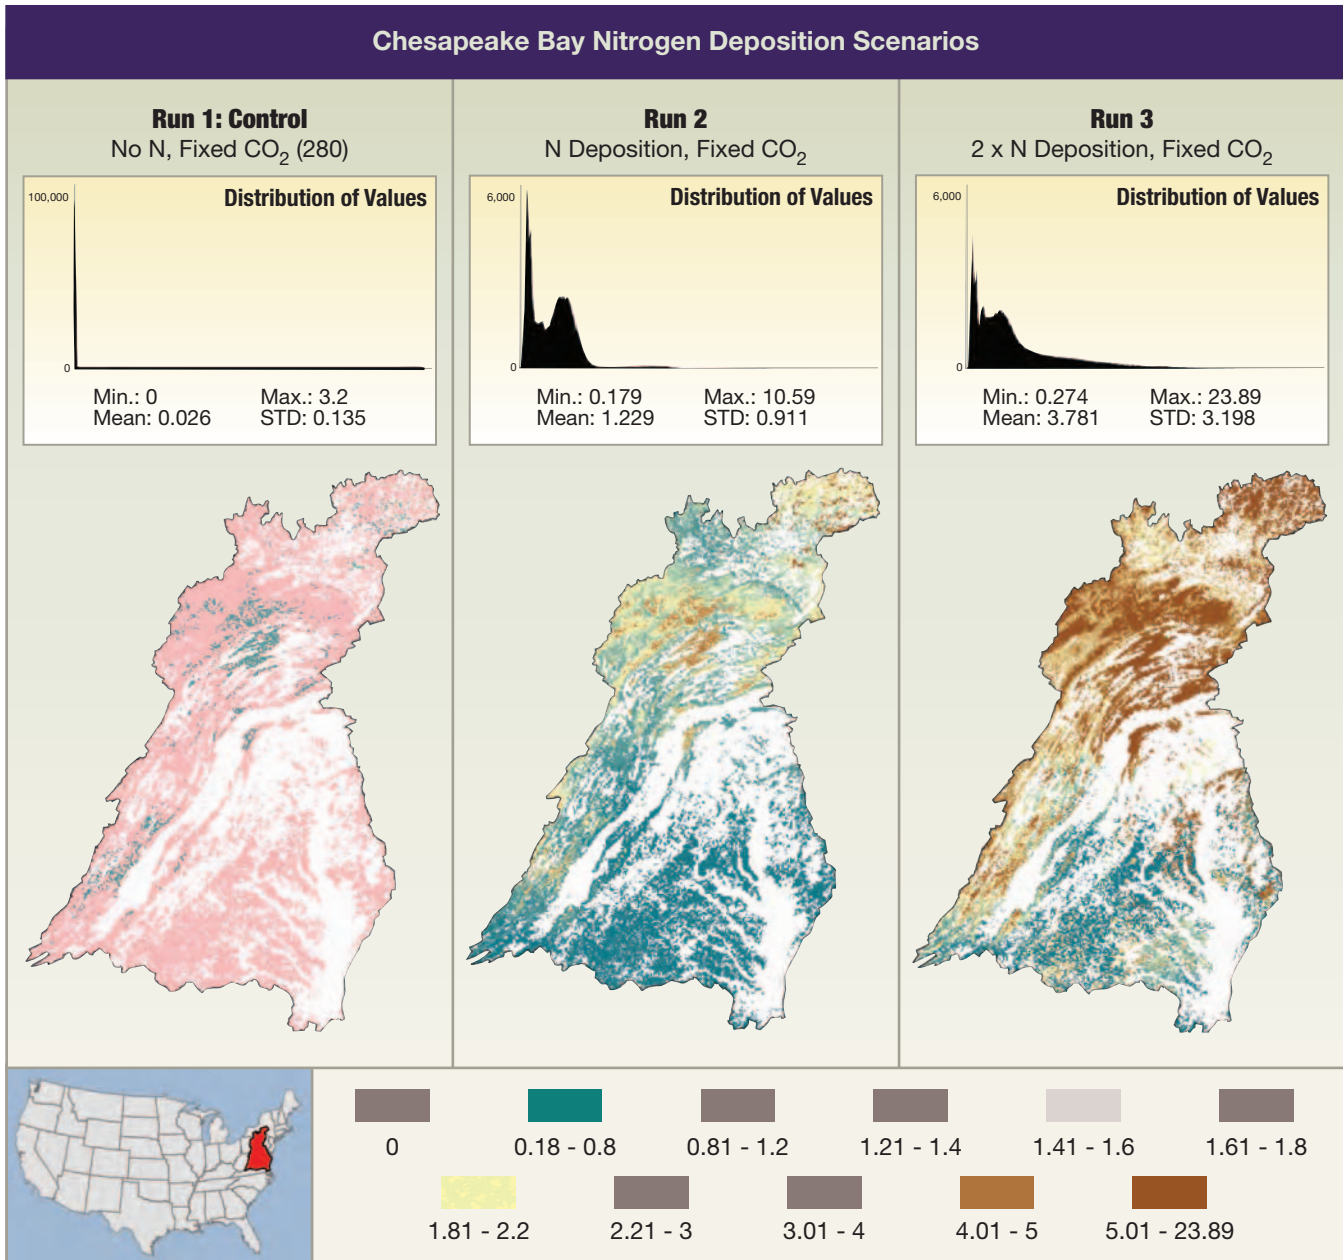 Chesapeake Bay Nitrogen Deposition Scenarios
Run 1: Control
No N, Fixed CO₂ (280)
100,000
Distribution of Values
0
Min.: 0 Max.: 3.2
Mean: 0.026 STD: 0.135
Run 2
N Deposition, Fixed CO₂
6,000
Distribution of Values
0
Min.: 0.179 Max.: 10.59
Mean: 1.229 STD: 0.911
Run 3
2 x N Deposition, Fixed CO₂
6,000
Distribution of Values
0
Min.: 0.274 Max.: 23.89
Mean: 3.781 STD: 3.198
0 0.18 - 0.8 0.81 - 1.2 1.21 - 1.4 1.41 - 1.6 1.61 - 1.8
1.81 - 2.2 2.21 - 3 3.01 - 4 4.01 - 5 5.01 - 23.89